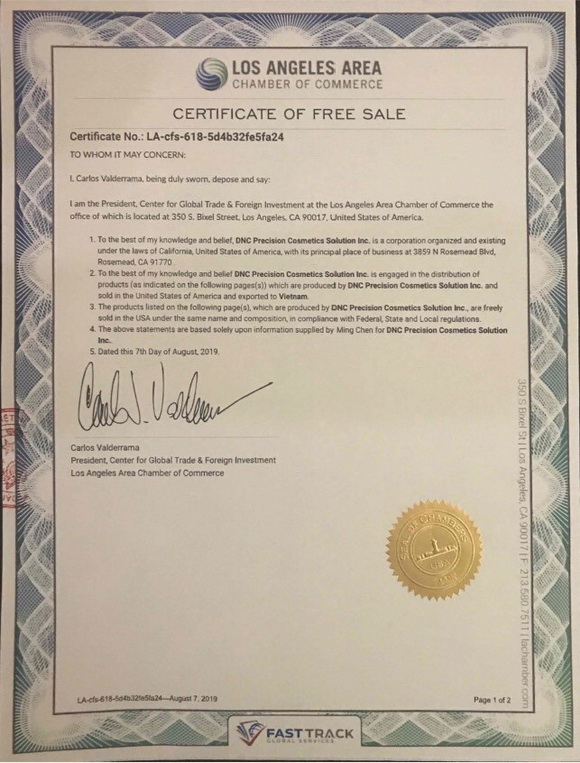 LOS ANGELES AREA
CHAMBER OF COMMERCE
CERTIFICATE OF FREE SALE
Certificate No.: LA-cfs-618-5d4b32fe5fa24
TO WHOM IT MAY CONCERN:
I, Carlos Valderrama, being duly sworn, depose and say:
I am the President, Center for Global Trade & Foreign Investment at the Los Angeles Area Chamber of Commerce the
office of which is located at 350 S. Bixel Street, Los Angeles, CA 90017, United States of America.
1. To the best of my knowledge and belief, DNC Precision Cosmetics Solution Inc. is a corporation organized and existing
under the laws of California, United States of America, with its principal place of business at 3859 N Rosemead Blvd,
Rosemead, CA 91770
2. To the best of my knowledge and belief DNC Precision Cosmetics Solution Inc. is engaged in the distribution of
products (as indicated on the following pages(s)) which are produced by DNC Precision Cosmetics Solution Inc. and
sold in the United States of America and exported to Vietnam.
3. The products listed on the following page(s), which are produced by DNC Precision Cosmetics Solution Inc., are freely
sold in the USA under the same name and composition, in compliance with Federal, State and Local regulations.
4. The above statements are based solely upon information supplied by Ming Chen for DNC Precision Cosmetics Solution
Inc..
5. Dated this 7th Day of August, 2019.
Carlos Valderrama
President, Center for Global Trade & Foreign Investment
Los Angeles Area Chamber of Commerce
350 S Bixel St | Los Angeles, CA 90017 | F: 213.580.7511 | lachamber.com
LA-cfs-618-5d4b32fe5fa24—August 7, 2019
Page 1 of 2
FASTTRACK
GLOBAL SERVICES